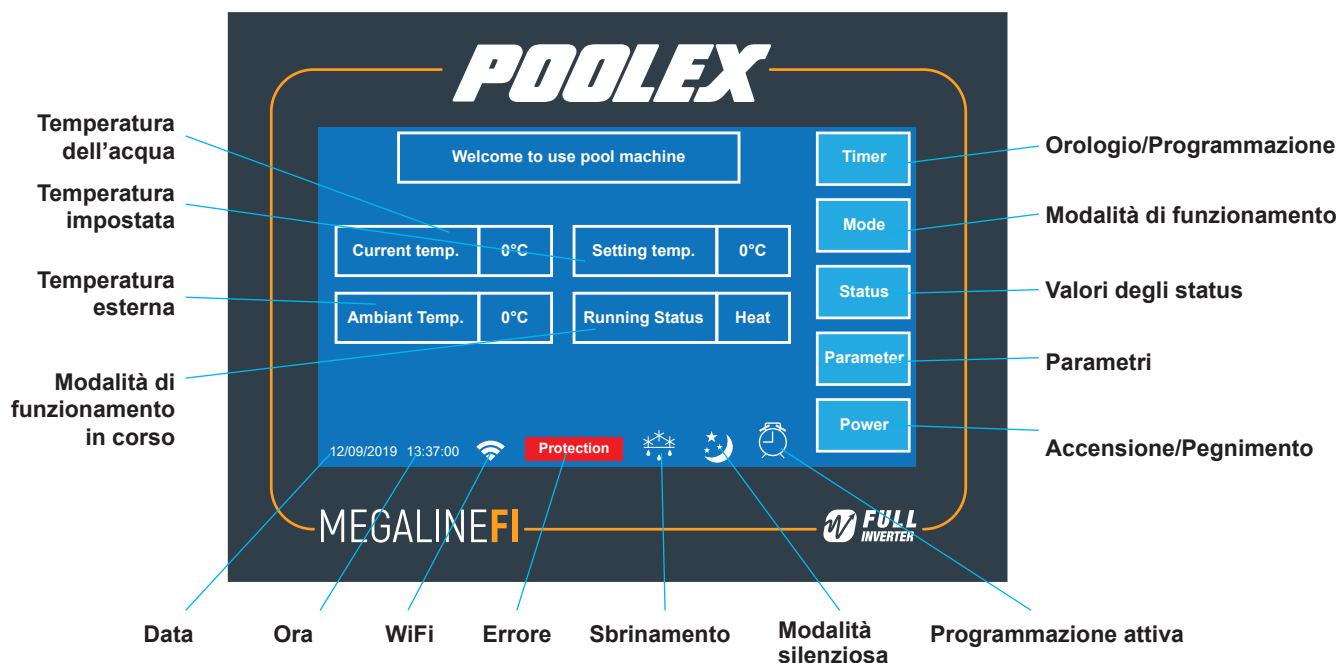 POOLEX
Temperatura
dell'acqua
Temperatura
impostata
Temperatura
esterna
Modalità di
funzionamento
in corso
Welcome to use pool machine
Current temp.
0°C
Setting temp.
0°C
Ambiant Temp.
0°C
Running Status
Heat
Timer
Mode
Status
Parameter
Power
Orologio/Programmazione
Modalità di funzionamento
Valori degli status
Parametri
Accensione/Pegnimento
12/09/2019 13:37:00
Protection
MEGALINEFI
FULL
INVERTER
Data
Ora
WiFi
Errore
Sbrinamento
Modalità
silenziosa
Programmazione attiva